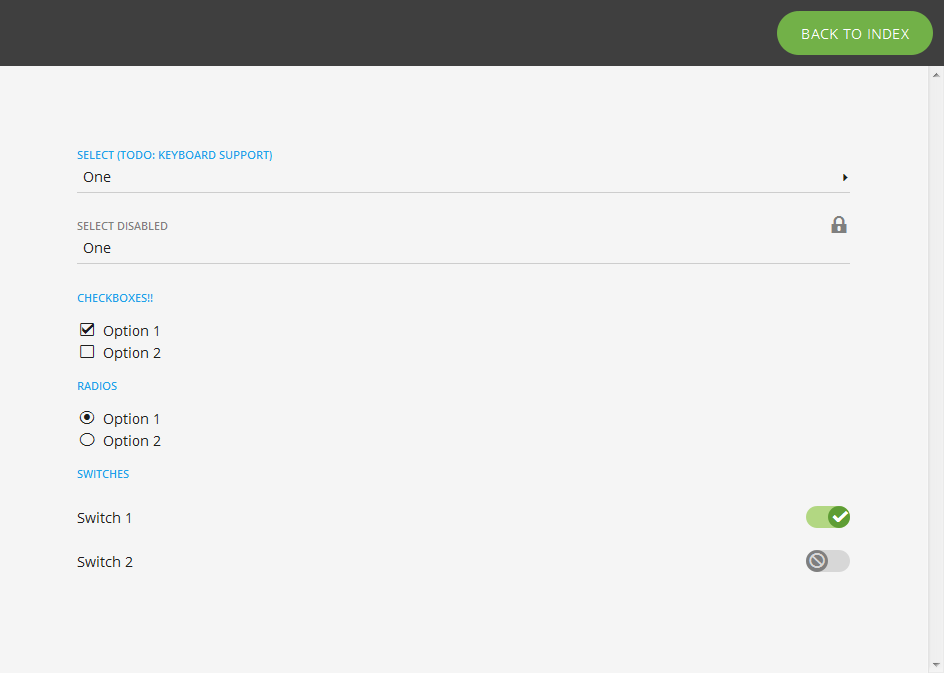 BACK TO INDEX
SELECT (TODO: KEYBOARD SUPPORT)
One
SELECT DISABLED
One
CHECKBOXES!!
Option 1
Option 2
RADIOS
Option 1
Option 2
SWITCHES
Switch 1
Switch 2